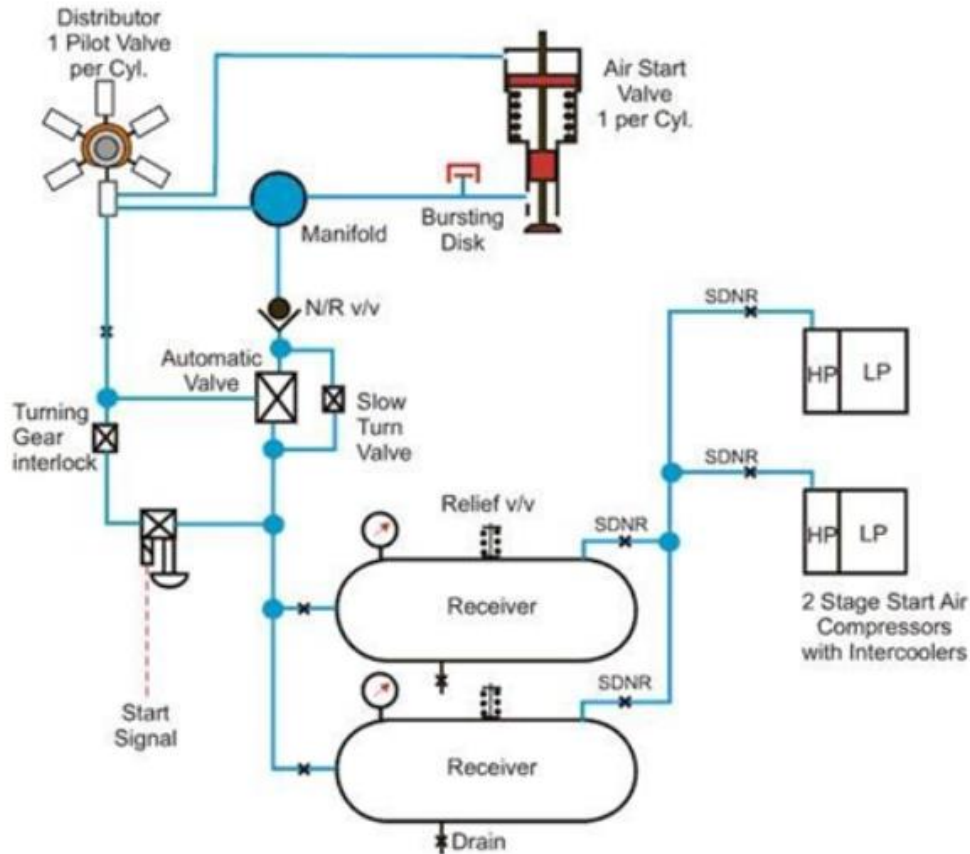 Distributor
1 Pilot Valve
per Cyl.
Air Start
Valve
1 per Cyl.
Bursting
Disk
Manifold
N/R v/v
SDNR
Automatic
Valve
HP
LP
Slow
Turn
Valve
Turning
Gear
interlock
SDNR
Relief v/v
SDNR
HP
LP
Receiver
2 Stage Start Air
Compressors
with Intercoolers
SDNR
Start
Signal
Receiver
Drain